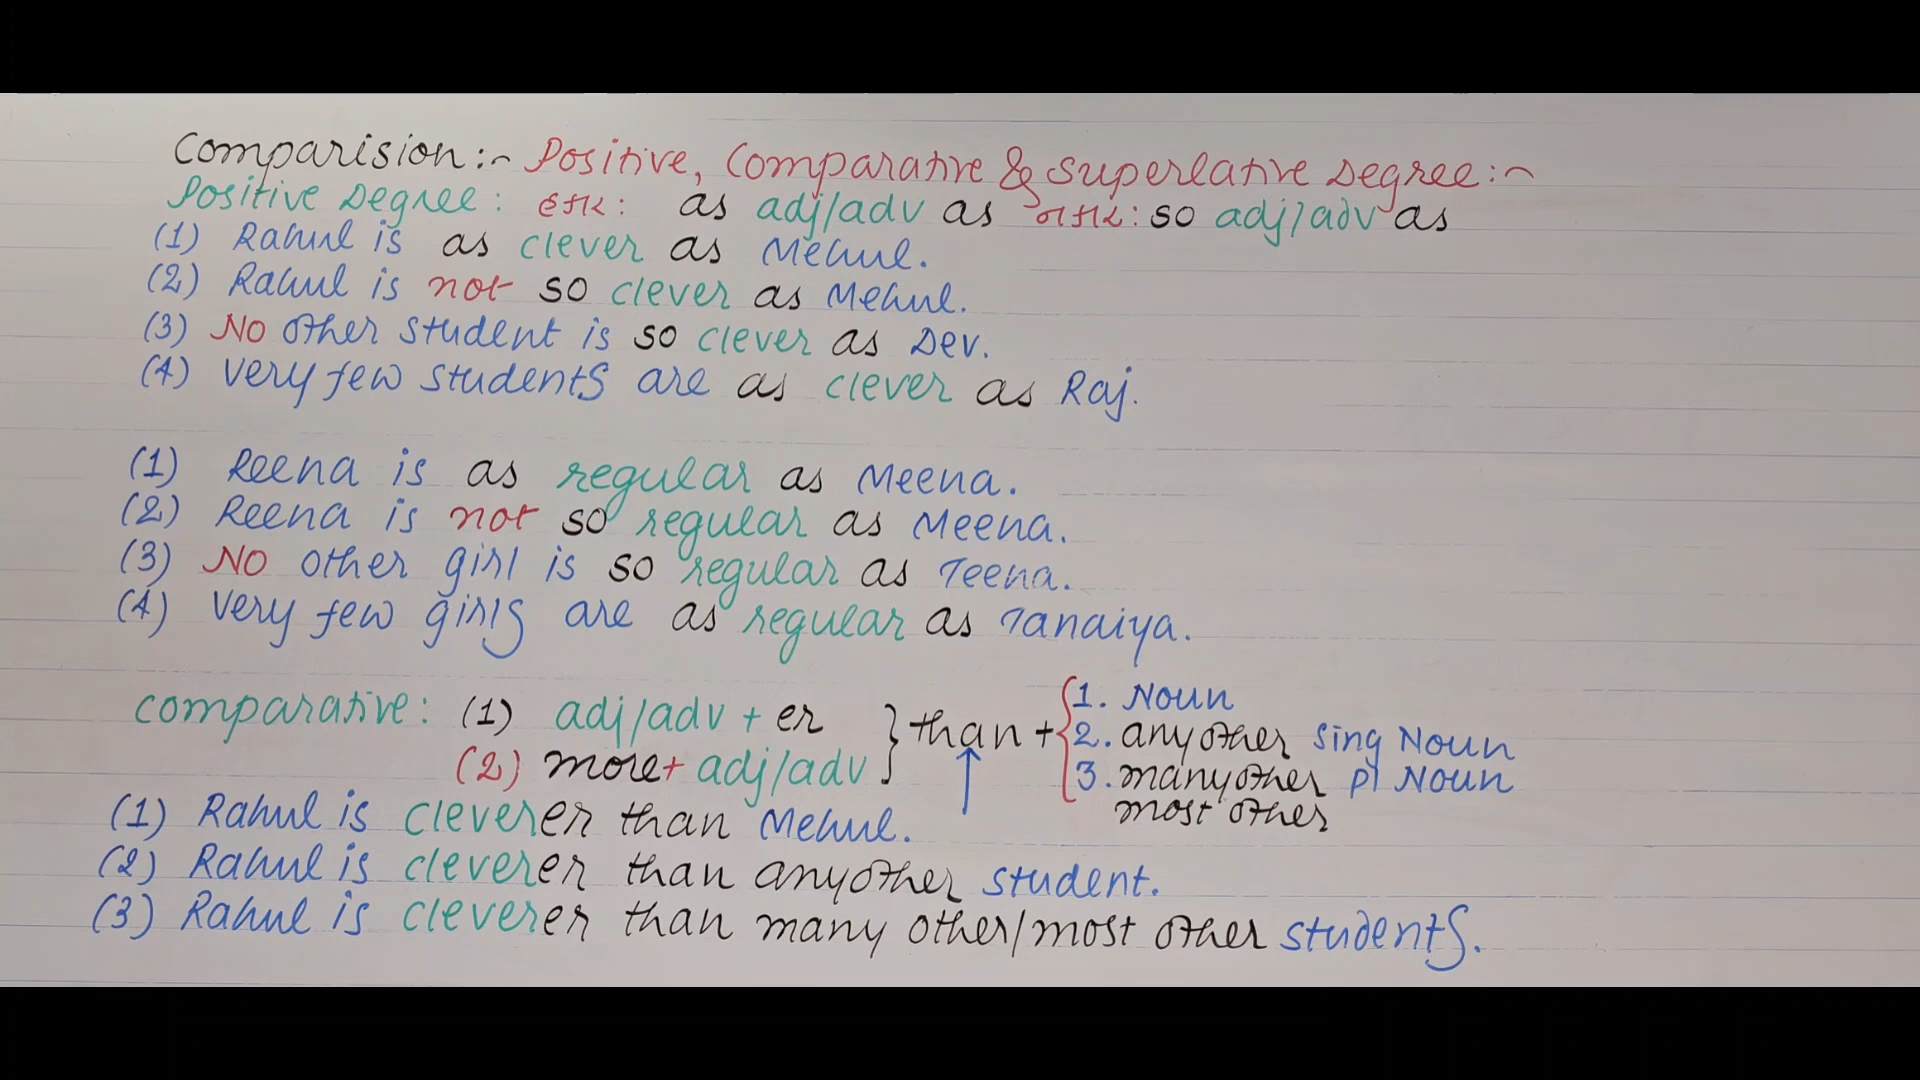 Comparision:~ Positive, Comparative & Superlative Degree:~
Positive Degree: હકાર: as adj/adv as નકાર: so adj/adv as
(1) Rahul is as clever as Mehul.
(2) Rahul is not so clever as Mehul.
(3) No other student is so clever as Dev.
(4) Very few students are as clever as Raj.
(1) Reena is as regular as Meena.
(2) Reena is not so regular as Meena.
(3) No other girl is so regular as Teena.
(4) Very few girls are as regular as Tanaiya.
comparative: (1) adj/adv + er } than + { 1. Noun
2. any other sing Noun
(2) more + adj/adv
3. many other pl Noun
most other
(1) Rahul is cleverer than Mehul.
(2) Rahul is cleverer than any other student.
(3) Rahul is cleverer than many other/most other students.